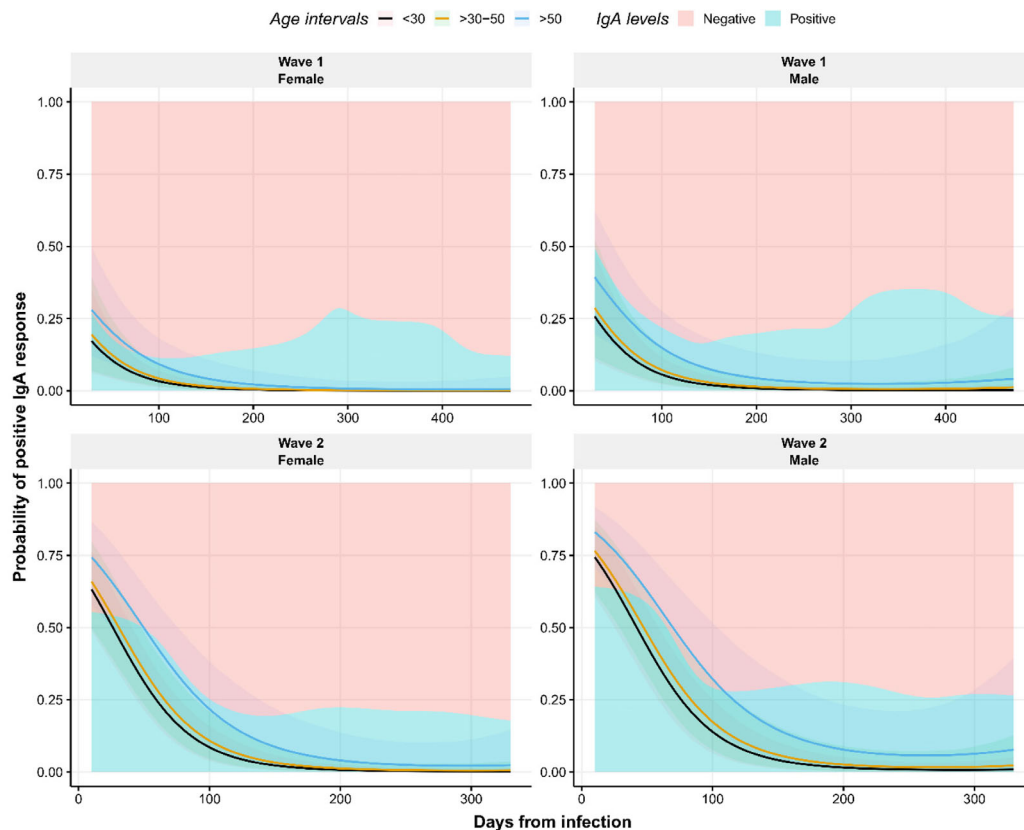 Age intervals <30 >30−50 >50 IgA levels Negative Positive
Wave 1
Female
Wave 1
Male
1.00
0.75
0.50
0.25
0.00
100 200 300 400
1.00
0.75
0.50
0.25
0.00
100 200 300 400
Wave 2
Female
Wave 2
Male
1.00
0.75
0.50
0.25
0.00
0 100 200 300
1.00
0.75
0.50
0.25
0.00
0 100 200 300
Probability of positive IgA response
Days from infection